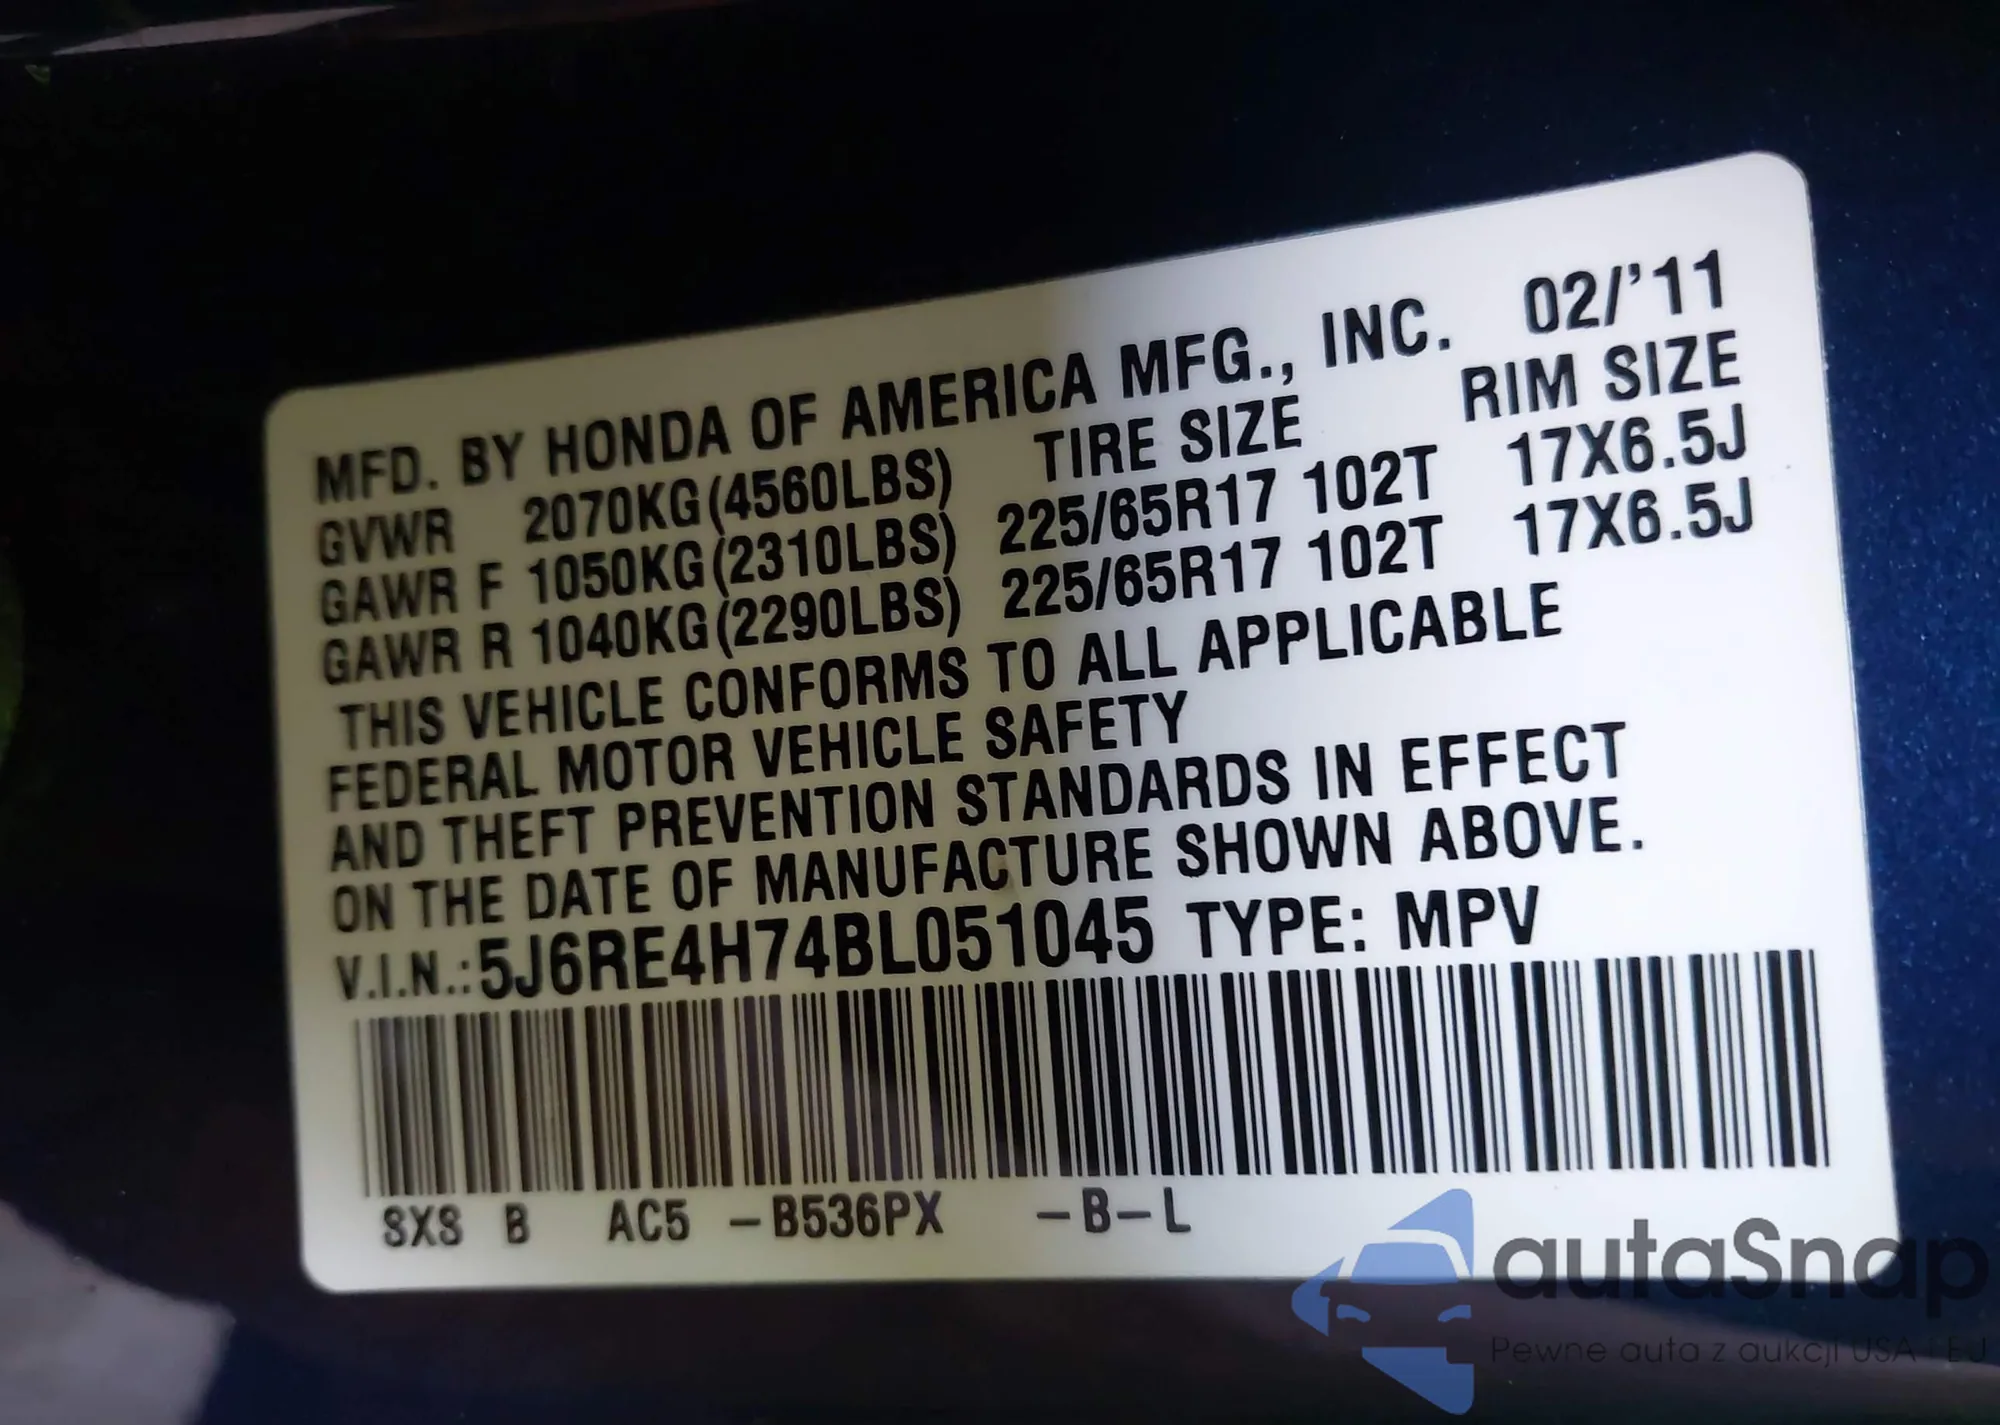 MFD. BY HONDA OF AMERICA MFG., INC. 02/'11
TIRE SIZE RIM SIZE
GVWR 2070KG(4560LBS)
GAWR F 1050KG(2310LBS) 225/65R17 102T 17X6.5J
GAWR R 1040KG(2290LBS) 225/65R17 102T 17X6.5J
THIS VEHICLE CONFORMS TO ALL APPLICABLE
FEDERAL MOTOR VEHICLE SAFETY
AND THEFT PREVENTION STANDARDS IN EFFECT
ON THE DATE OF MANUFACTURE SHOWN ABOVE.
V.I.N.:5J6RE4H74BL051045 TYPE: MPV
SXS B AC5 -B536PX -B-L
autaSnap
Pewne auta z aukcji USA i EU